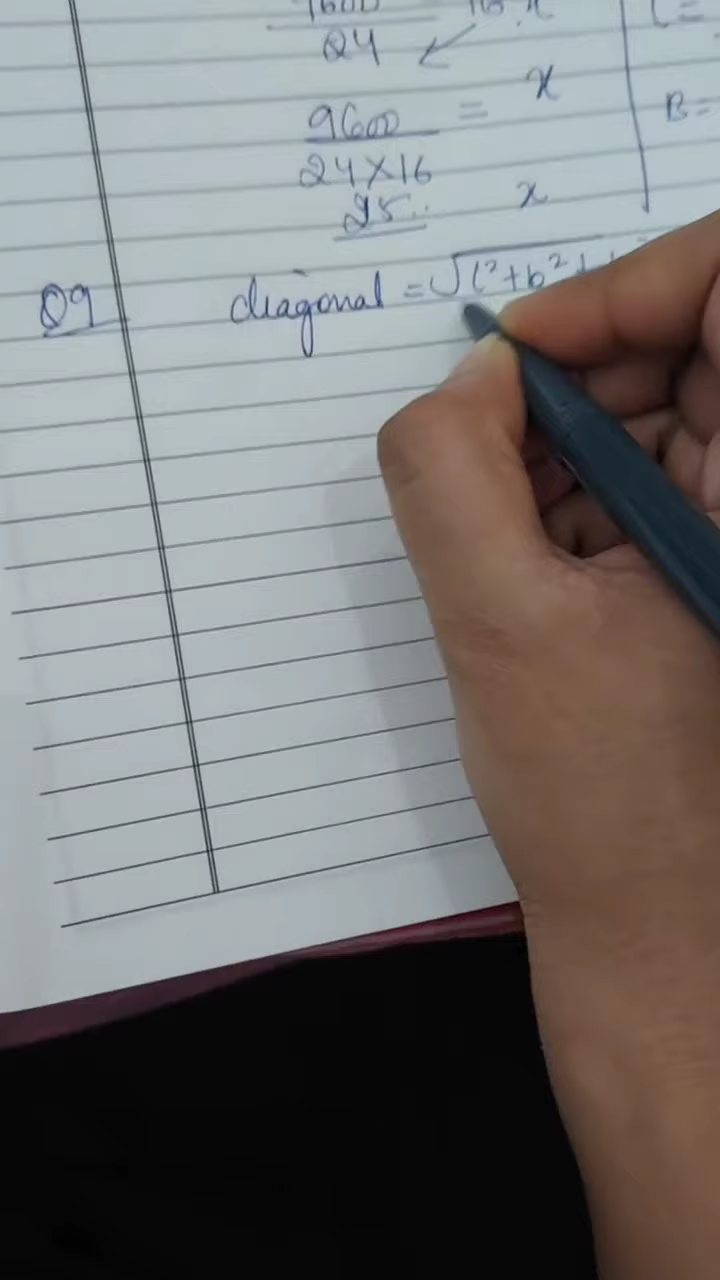 24
9600 = x
24×16
25 x
l =
B =
Q9 diagonal = √l²+b²+